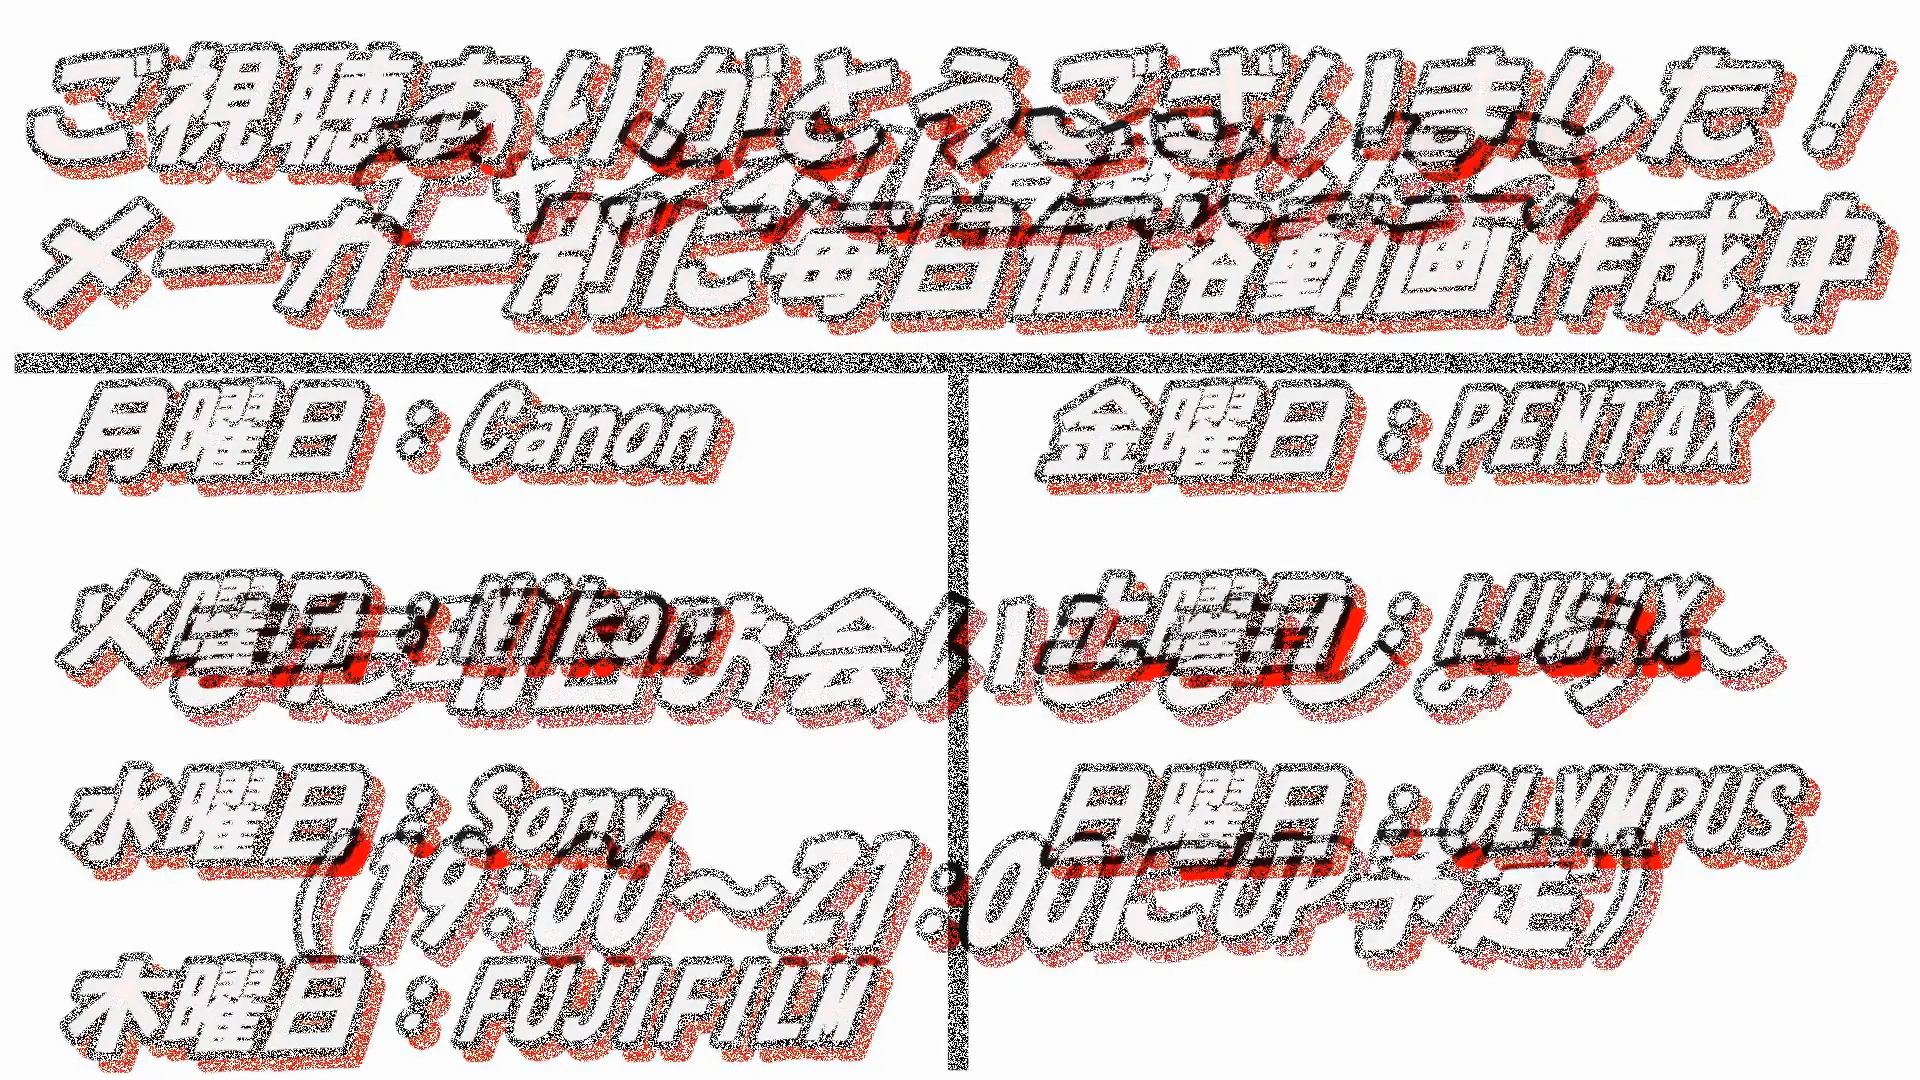 ご視聴ありがとうございました！
メーカー別に毎日価格動画作成中
月曜日：Canon
火曜日：Nikon
水曜日：Sony
木曜日：FUJIFILM
金曜日：PENTAX
土曜日：LUMIX
日曜日：OLYMPUS
また明日お会いしましょう～
(19:00～21:00にUP予定)